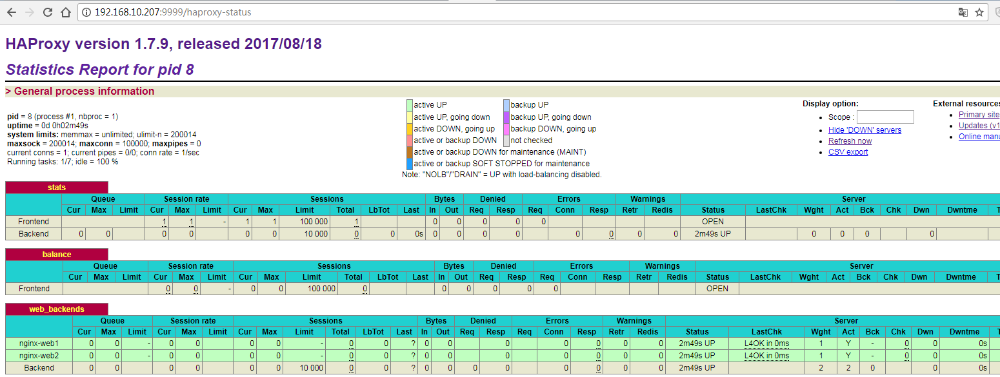 192.168.10.207:9999/haproxy-status
HAProxy version 1.7.9, released 2017/08/18
Statistics Report for pid 8
> General process information
pid = 8 (process #1, nbproc = 1)
uptime = 0d 0h02m49s
system limits: memmax = unlimited; ulimit-n = 200014
maxsock = 200014; maxconn = 100000; maxpipes = 0
current conns = 1; current pipes = 0/0; conn rate = 1/sec
Running tasks: 1/7; idle = 100 %
active UP backup UP
active UP, going down backup UP, going down
active DOWN, going up backup DOWN, going up
active or backup DOWN not checked
active or backup DOWN for maintenance (MAINT)
active or backup SOFT STOPPED for maintenance
Note: "NOLB"/"DRAIN" = UP with load-balancing disabled.
Display option:
Scope :
Hide 'DOWN' servers
Refresh now
CSV export
External resources
Primary site
Updates (v1
Online manu
stats
Queue Session rate Sessions Bytes Denied Errors Warnings Server
Cur Max Limit Cur Max Limit Cur Max Limit Total LbTot Last In Out Req Resp Req Conn Resp Retr Redis Status LastChk Wght Act Bck Chk Dwn Dwntme T
Frontend 1 1 - 1 1 100 000 1 0 0 0 0 0 OPEN
Backend 0 0 0 0 0 0 10 000 0 0 0s 0 0 0 0 0 0 0 0 2m49s UP 0 0 0 0
balance
Queue Session rate Sessions Bytes Denied Errors Warnings Server
Cur Max Limit Cur Max Limit Cur Max Limit Total LbTot Last In Out Req Resp Req Conn Resp Retr Redis Status LastChk Wght Act Bck Chk Dwn Dwntme T
Frontend 0 0 - 0 0 100 000 0 0 0 0 0 0 OPEN
web_backends
Queue Session rate Sessions Bytes Denied Errors Warnings Server
Cur Max Limit Cur Max Limit Cur Max Limit Total LbTot Last In Out Req Resp Req Conn Resp Retr Redis Status LastChk Wght Act Bck Chk Dwn Dwntme T
nginx-web1 0 0 - 0 0 0 0 - 0 0 ? 0 0 0 0 0 0 0 2m49s UP L4OK in 0ms 1 Y - 0 0 0s
nginx-web2 0 0 - 0 0 0 0 - 0 0 ? 0 0 0 0 0 0 0 2m49s UP L4OK in 0ms 1 Y - 0 0 0s
Backend 0 0 0 0 0 0 10 000 0 0 ? 0 0 0 0 0 0 0 0 2m49s UP 2 2 0 0 0s